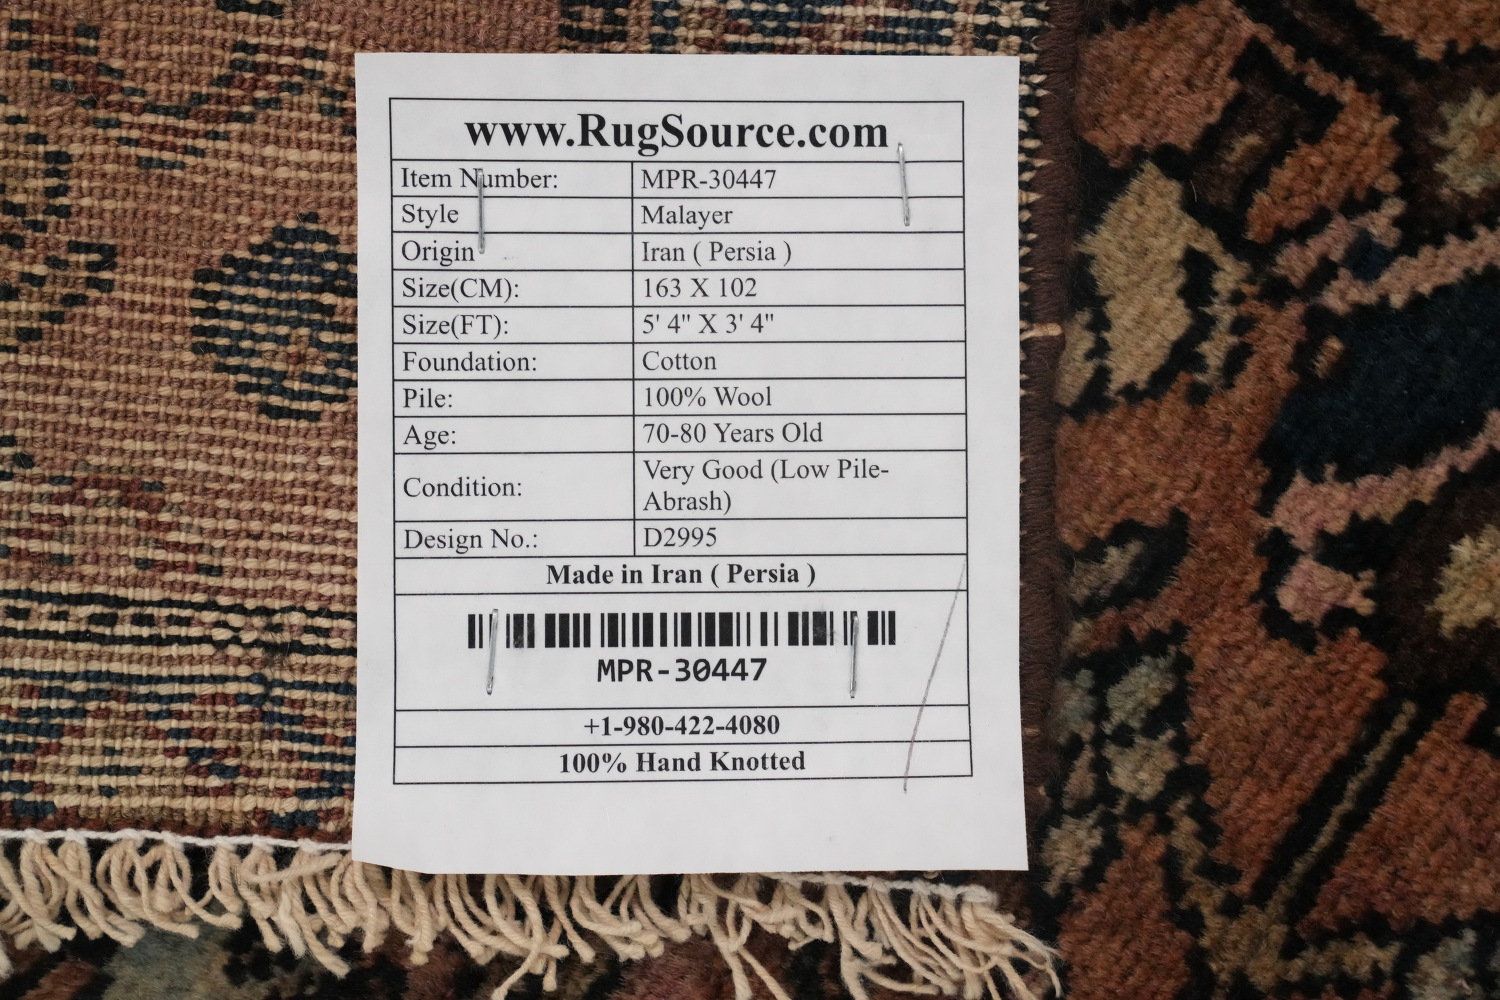 www.RugSource.com
Item Number: MPR-30447
Style Malayer
Origin Iran ( Persia )
Size(CM): 163 X 102
Size(FT): 5' 4" X 3' 4"
Foundation: Cotton
Pile: 100% Wool
Age: 70-80 Years Old
Condition: Very Good (Low Pile-
Abrash)
Design No.: D2995
Made in Iran ( Persia )
MPR-30447
+1-980-422-4080
100% Hand Knotted